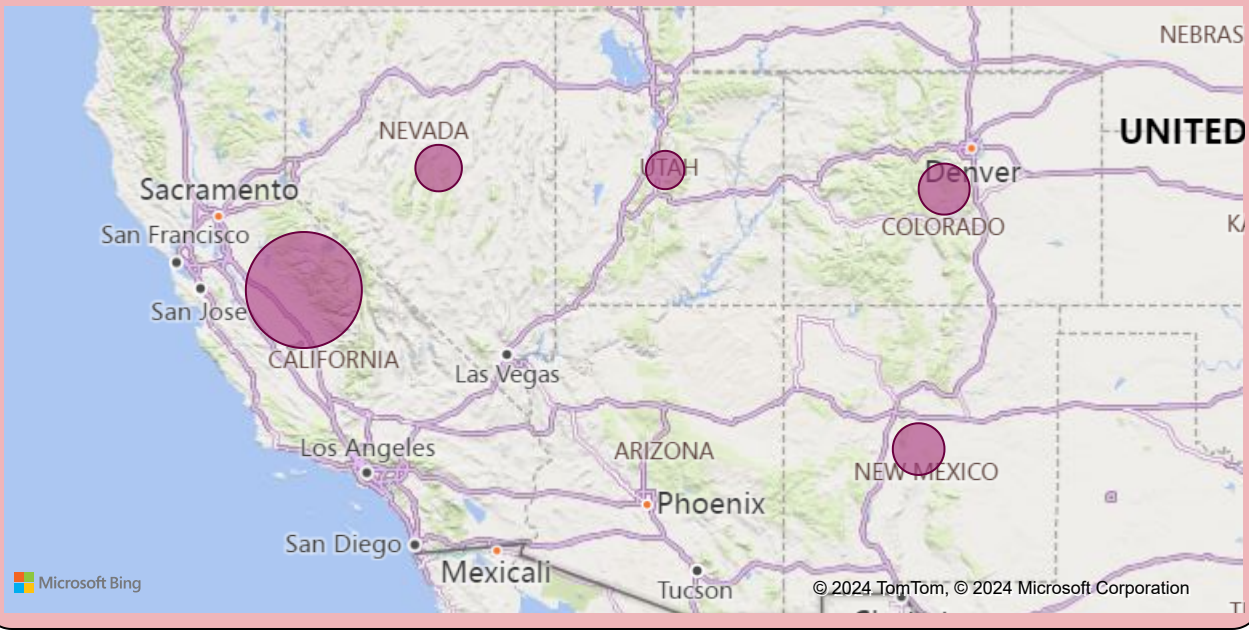 NEBRAS
NEVADA
UNITED
UTAH
Denver
Sacramento
COLORADO
KA
San Francisco
San Jose
CALIFORNIA
Las Vegas
Los Angeles
ARIZONA
NEW MEXICO
Phoenix
San Diego
Mexicali
Microsoft Bing
Tucson
© 2024 TomTom, © 2024 Microsoft Corporation